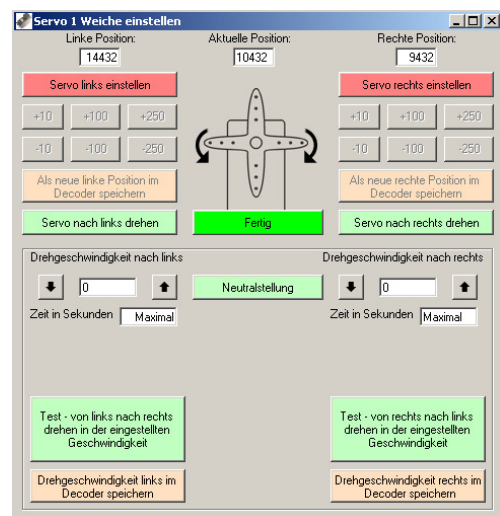 Servo 1 Weiche einstellen
Linke Position:
Aktuelle Position:
Rechte Position:
14432
10432
9432
Servo links einstellen
Servo rechts einstellen
+10
+100
+250
+10
+100
+250
-10
-100
-250
-10
-100
-250
Als neue linke Position im
Decoder speichern
Als neue rechte Position im
Decoder speichern
Servo nach links drehen
Fertig
Servo nach rechts drehen
Drehgeschwindigkeit nach links
Drehgeschwindigkeit nach rechts
0
Neutralstellung
0
Zeit in Sekunden
Maximal
Zeit in Sekunden
Maximal
Test - von links nach rechts
drehen in der eingestellten
Geschwindigkeit
Test - von rechts nach links
drehen in der eingestellten
Geschwindigkeit
Drehgeschwindigkeit links im
Decoder speichern
Drehgeschwindigkeit rechts im
Decoder speichern